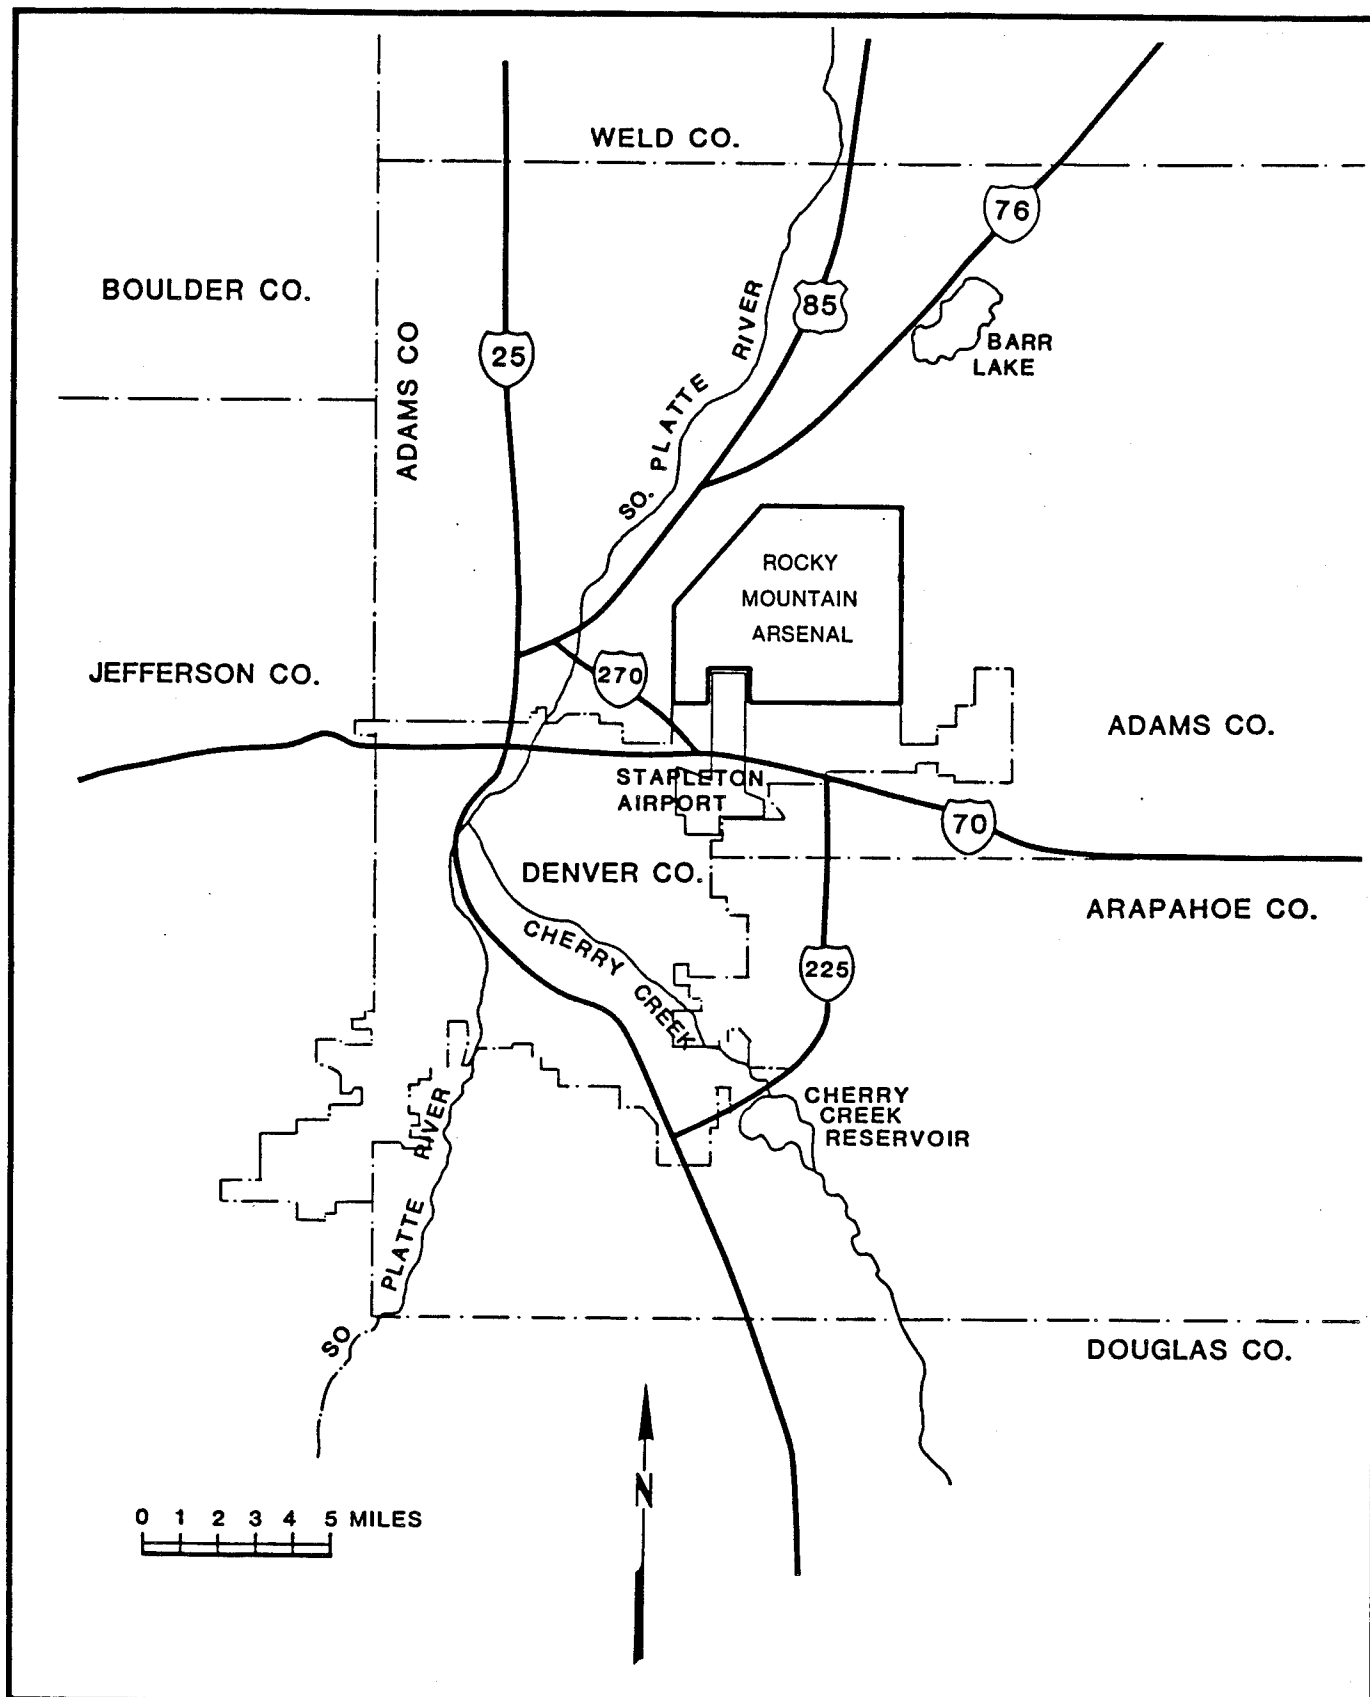 WELD CO.
76
BOULDER CO.
85
SO. PLATTE RIVER
25
ADAMS CO
BARR
LAKE
ROCKY
MOUNTAIN
ARSENAL
JEFFERSON CO.
270
ADAMS CO.
STAPLETON
AIRPORT
70
DENVER CO.
ARAPAHOE CO.
CHERRY CREEK
225
CHERRY
CREEK
RESERVOIR
SO PLATTE RIVER
DOUGLAS CO.
N
0 1 2 3 4 5 MILES